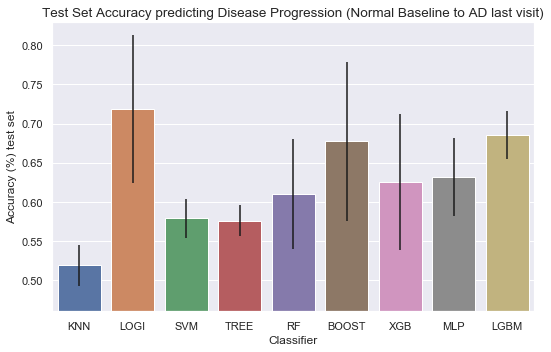 Test Set Accuracy predicting Disease Progression (Normal Baseline to AD last visit)
Accuracy (%) test set
0.80
0.75
0.70
0.65
0.60
0.55
0.50
KNN LOGI SVM TREE RF BOOST XGB MLP LGBM
Classifier